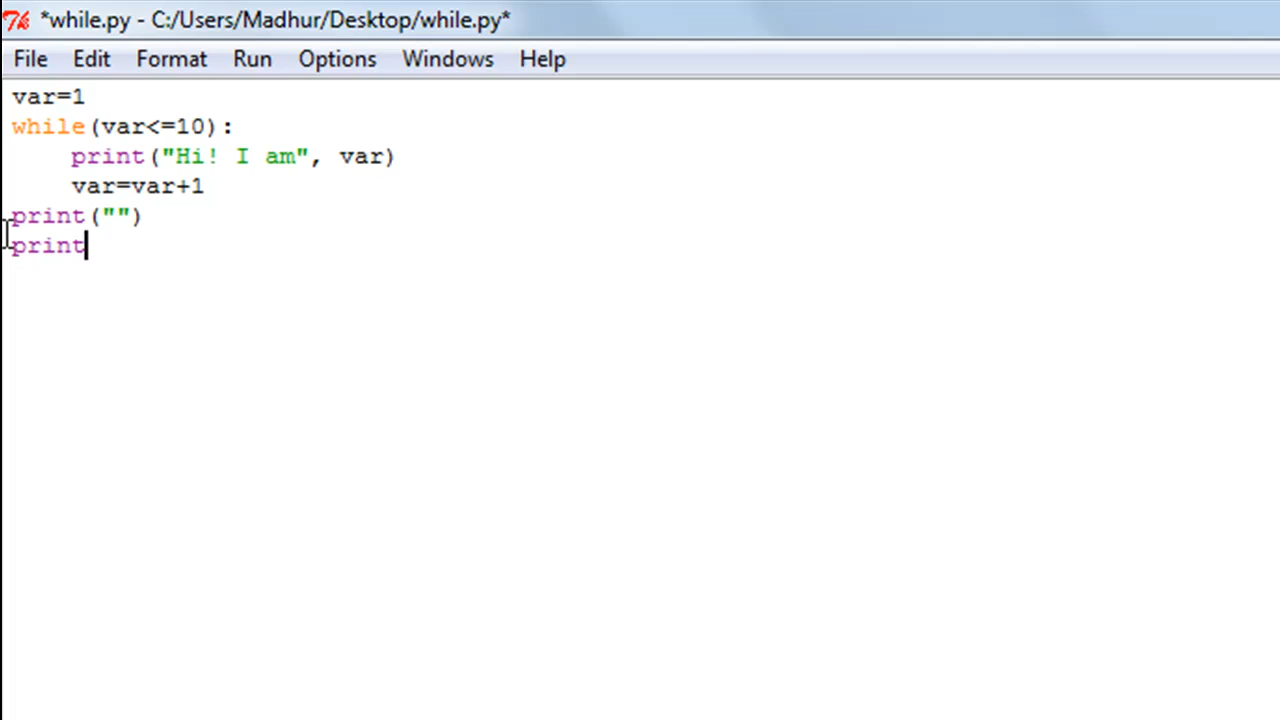 *while.py - C:/Users/Madhur/Desktop/while.py*
File Edit Format Run Options Windows Help
var=1
while(var<=10):
    print("Hi! I am", var)
    var=var+1
print("")
print